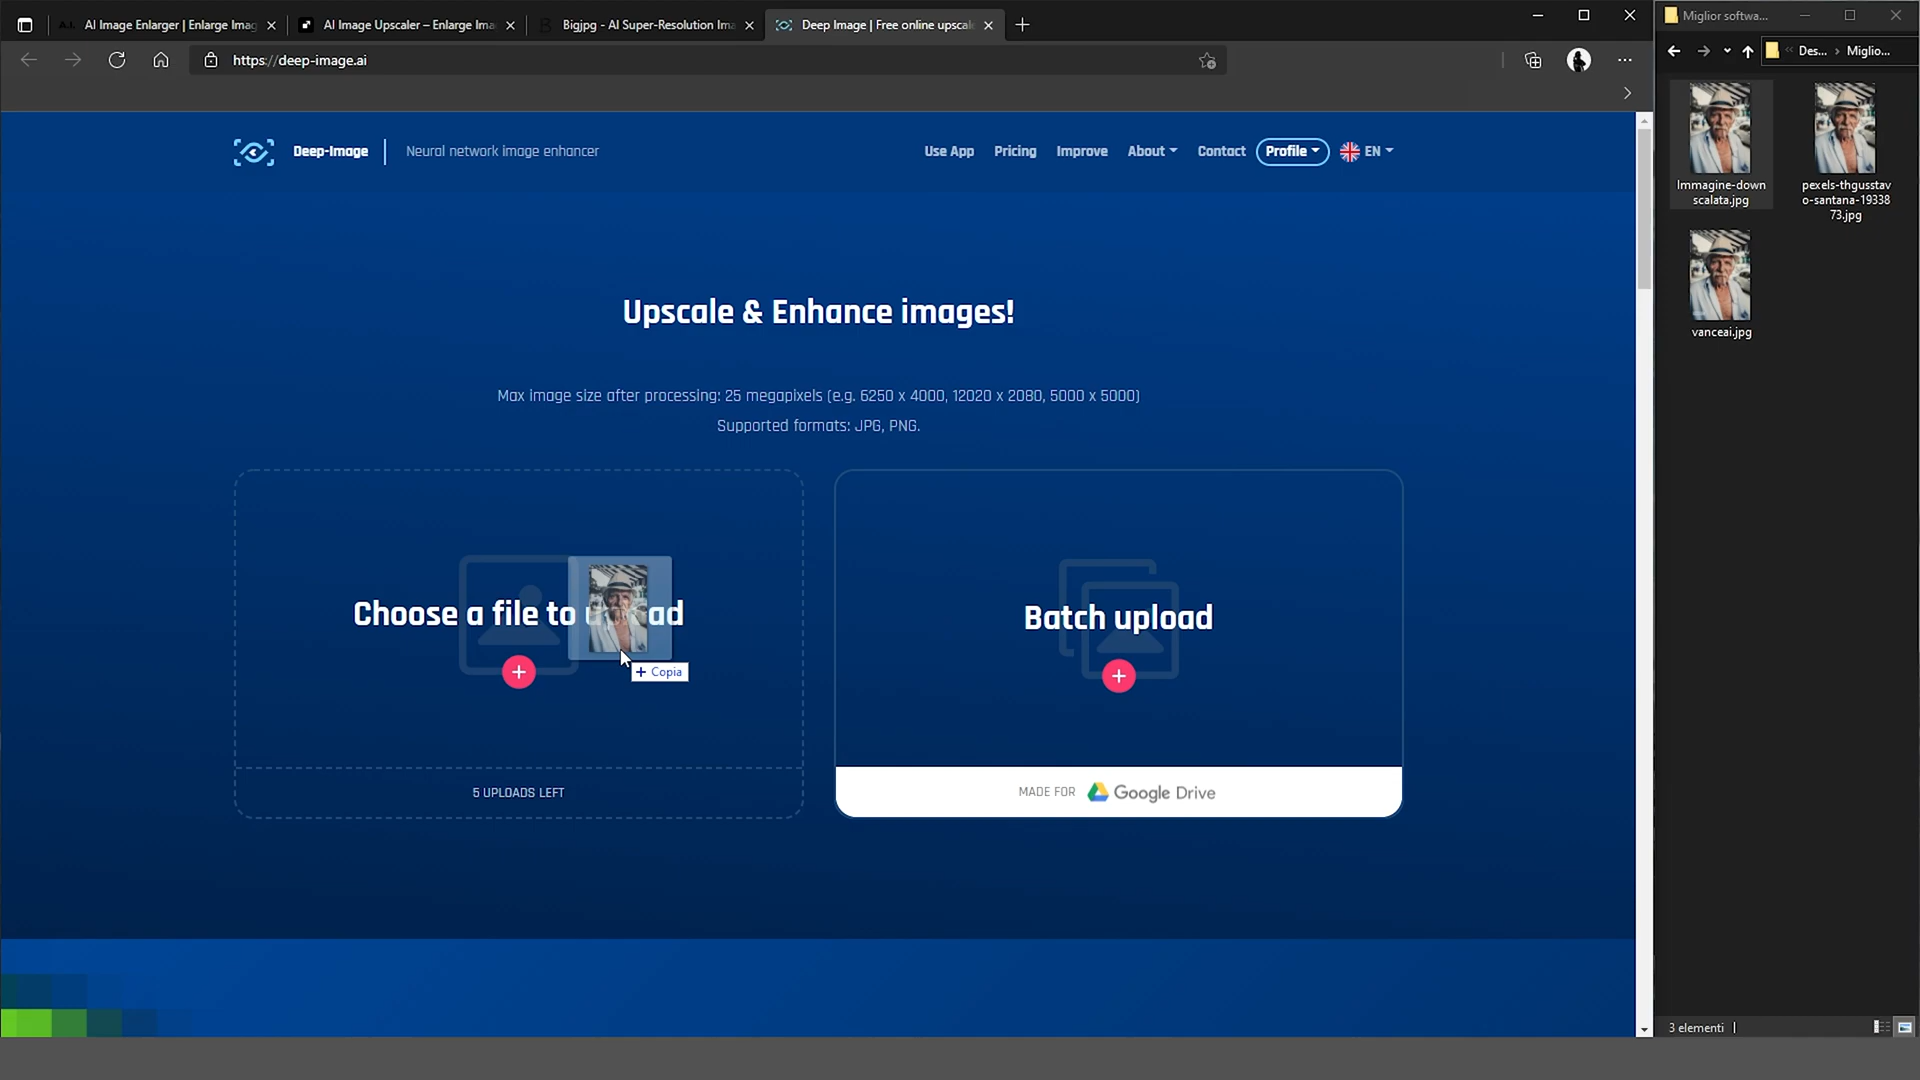 AI Image Enlarger | Enlarge Imag
AI Image Upscaler – Enlarge Ima
Bigjpg - AI Super-Resolution Ima
Deep Image | Free online upscale
https://deep-image.ai
Deep-Image
Neural network image enhancer
Use App
Pricing
Improve
About
Contact
Profile
EN
Upscale & Enhance images!
Max image size after processing: 25 megapixels (e.g. 6250 x 4000, 12020 x 2080, 5000 x 5000)
Supported formats: JPG, PNG.
Choose a file to upload
+ Copia
5 UPLOADS LEFT
Batch upload
MADE FOR Google Drive
Miglior softwa...
Des... › Miglio...
Immagine-down
scalata.jpg
pexels-thgusstav
o-santana-19338
73.jpg
vanceai.jpg
3 elementi